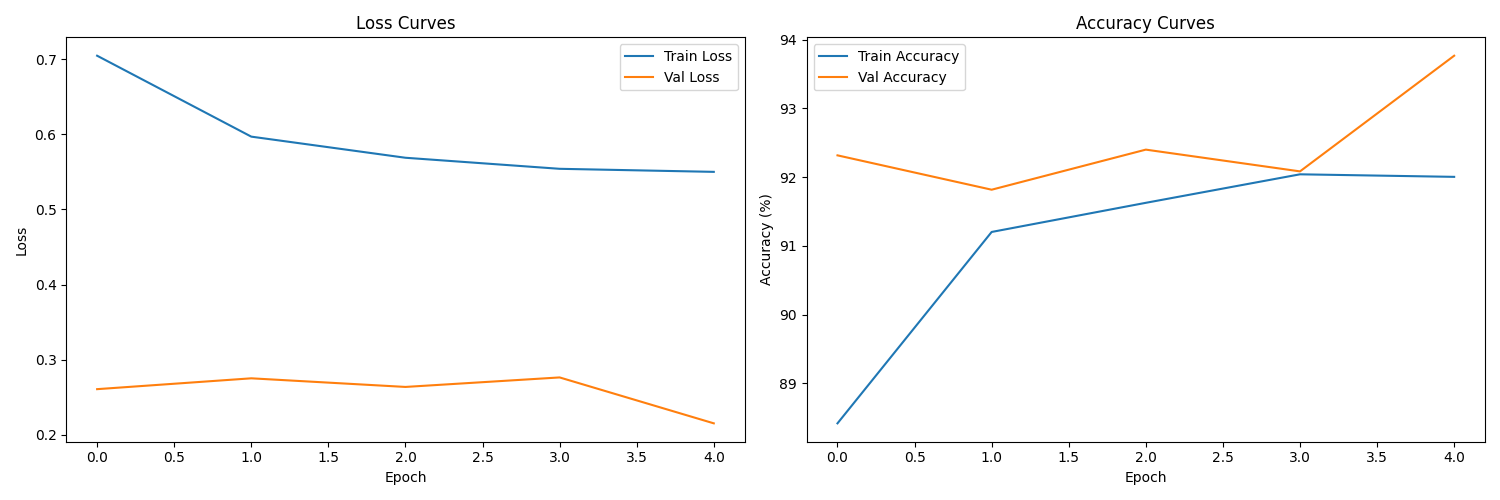 Loss Curves
0.7
0.6
0.5
0.4
0.3
0.2
Loss
Train Loss
Val Loss
0.0 0.5 1.0 1.5 2.0 2.5 3.0 3.5 4.0
Epoch
Accuracy Curves
94
93
92
91
90
89
Accuracy (%)
Train Accuracy
Val Accuracy
0.0 0.5 1.0 1.5 2.0 2.5 3.0 3.5 4.0
Epoch